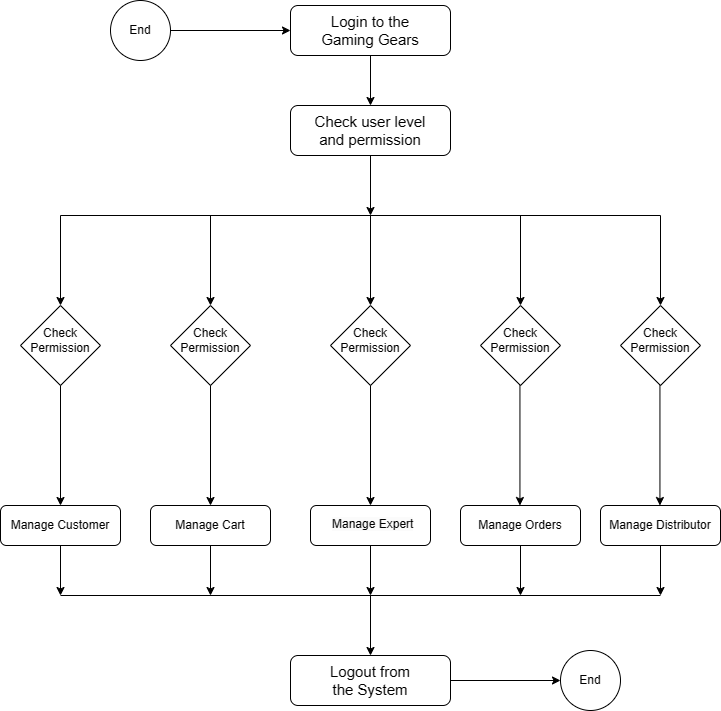 End
Login to the
Gaming Gears
Check user level
and permission
Check
Permission
Check
Permission
Check
Permission
Check
Permission
Check
Permission
Manage Customer
Manage Cart
Manage Expert
Manage Orders
Manage Distributor
Logout from
the System
End